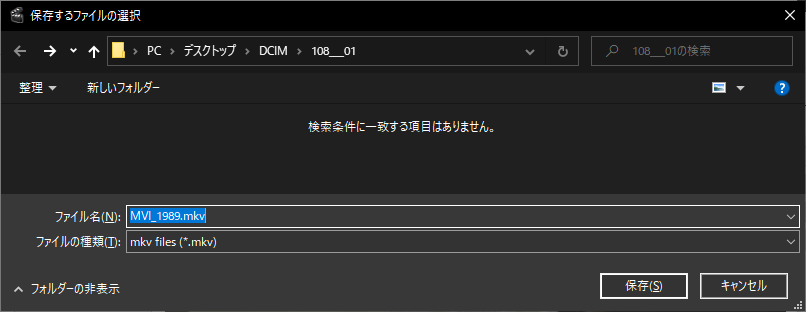 保存するファイルの選択
PC > デスクトップ > DCIM > 108___01
108___01の検索
整理 新しいフォルダー
?
検索条件に一致する項目はありません。
ファイル名(N): MVI_1989.mkv
ファイルの種類(T): mkv files (*.mkv)
フォルダーの非表示 保存(S) キャンセル